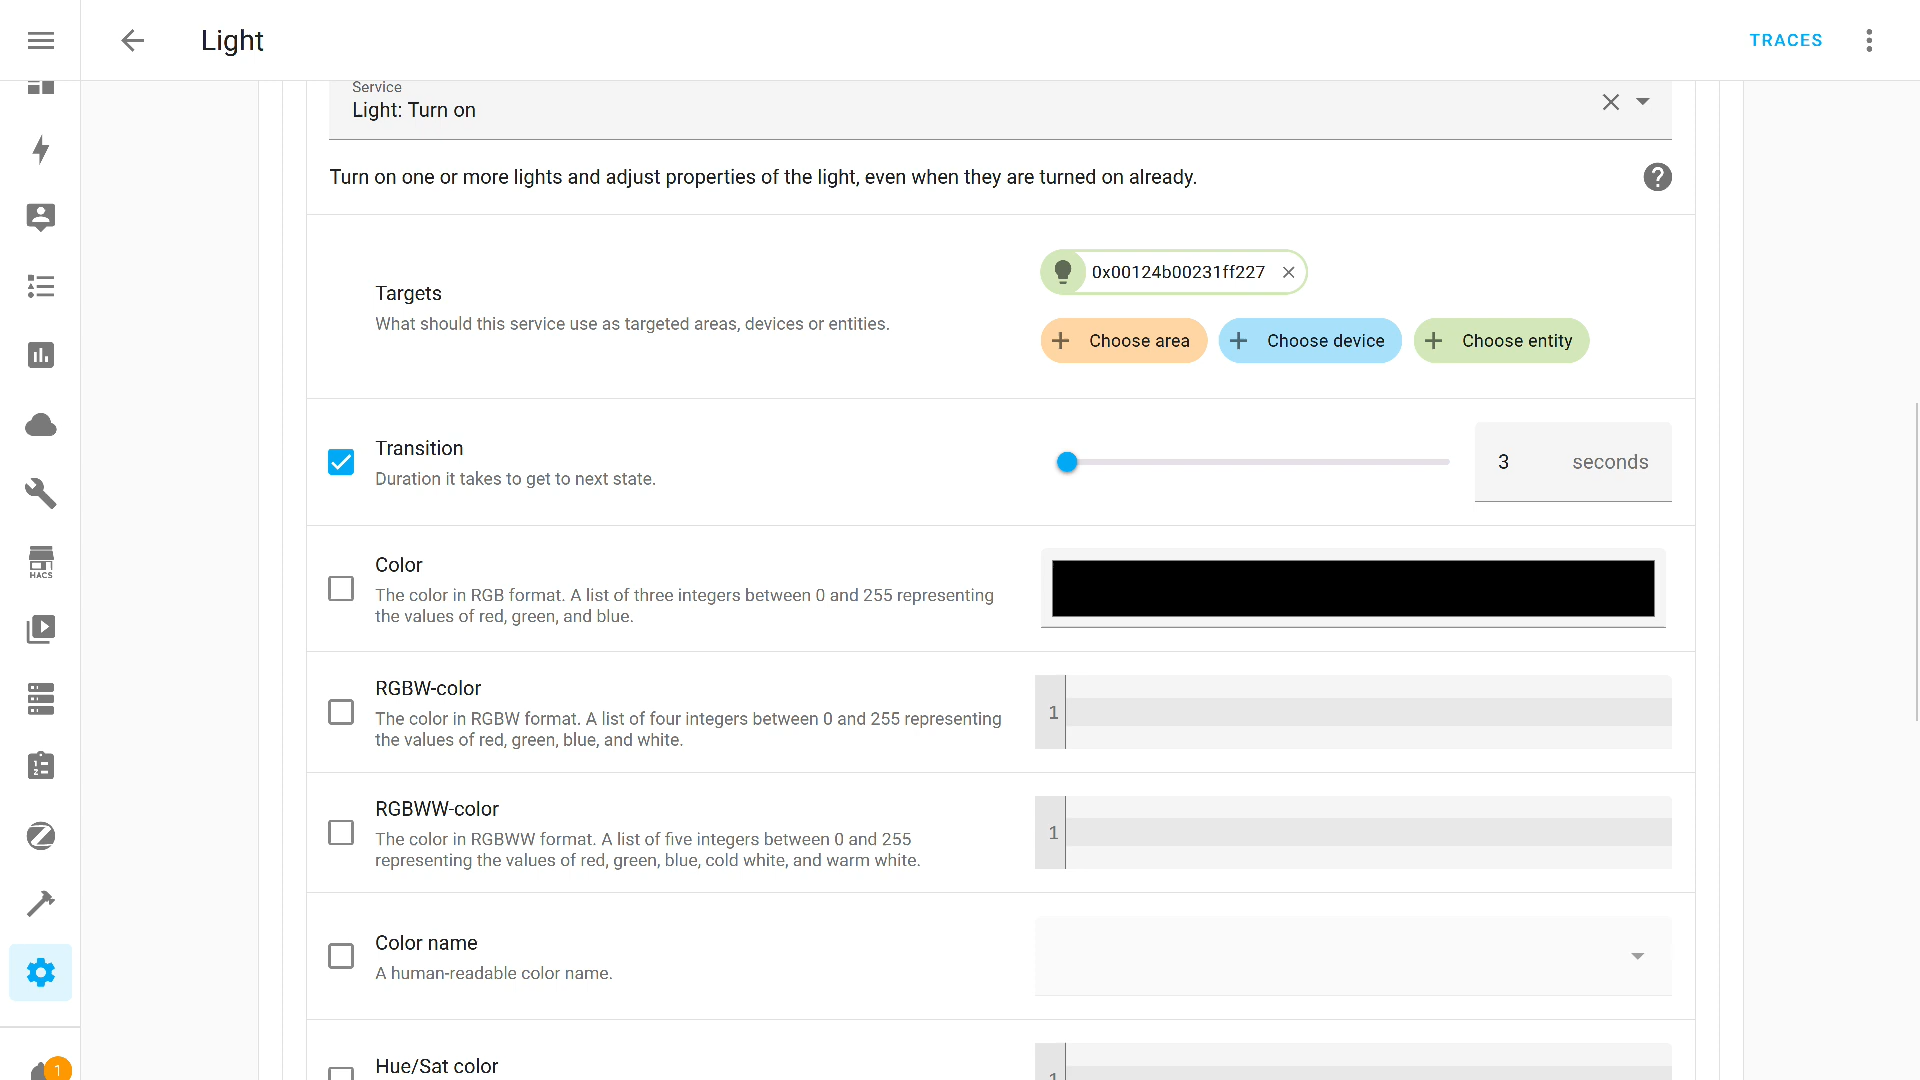 Light
TRACES
Service
Light: Turn on
Turn on one or more lights and adjust properties of the light, even when they are turned on already.
Targets
What should this service use as targeted areas, devices or entities.
0x00124b00231ff227
Choose area
Choose device
Choose entity
Transition
Duration it takes to get to next state.
3
seconds
Color
The color in RGB format. A list of three integers between 0 and 255 representing
the values of red, green, and blue.
RGBW-color
The color in RGBW format. A list of four integers between 0 and 255 representing
the values of red, green, blue, and white.
1
RGBWW-color
The color in RGBWW format. A list of five integers between 0 and 255
representing the values of red, green, blue, cold white, and warm white.
1
Color name
A human-readable color name.
Hue/Sat color
1
HACS
1